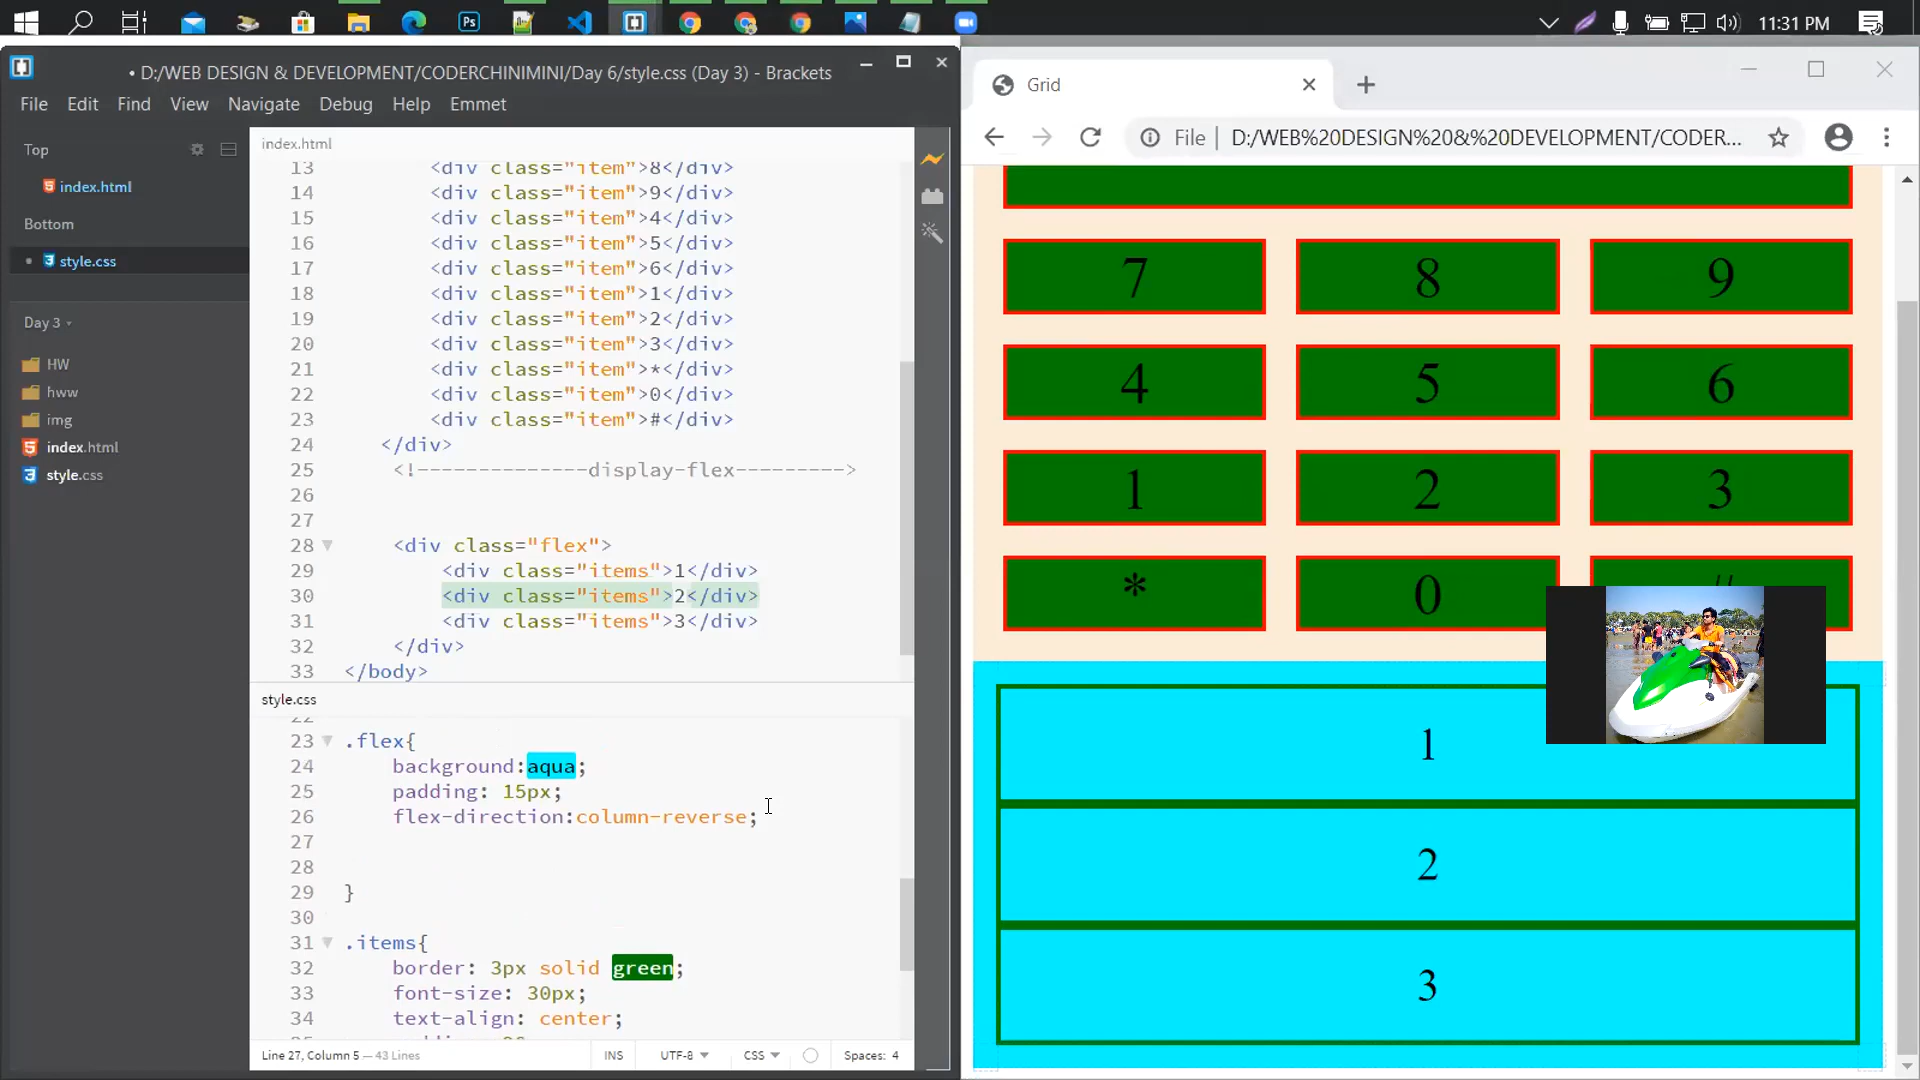 11:31 PM
• D:/WEB DESIGN & DEVELOPMENT/CODERCHINIMINI/Day 6/style.css (Day 3) - Brackets
File Edit Find View Navigate Debug Help Emmet
Top
index.html
Bottom
• style.css
Day 3
HW
hww
img
index.html
style.css
index.html
13 <div class="item">8</div>
14 <div class="item">9</div>
15 <div class="item">4</div>
16 <div class="item">5</div>
17 <div class="item">6</div>
18 <div class="item">1</div>
19 <div class="item">2</div>
20 <div class="item">3</div>
21 <div class="item">*</div>
22 <div class="item">0</div>
23 <div class="item">#</div>
24 </div>
25 <!--------------display-flex--------->
26
27
28 <div class="flex">
29 <div class="items">1</div>
30 <div class="items">2</div>
31 <div class="items">3</div>
32 </div>
33 </body>
style.css
22
23 .flex{
24 background:aqua;
25 padding: 15px;
26 flex-direction:column-reverse;
27
28
29 }
30
31 .items{
32 border: 3px solid green;
33 font-size: 30px;
34 text-align: center;
Line 27, Column 5 — 43 Lines INS UTF-8 CSS Spaces: 4
Grid
File D:/WEB%20DESIGN%20&%20DEVELOPMENT/CODER...
7 8 9
4 5 6
1 2 3
* 0 #
1
2
3